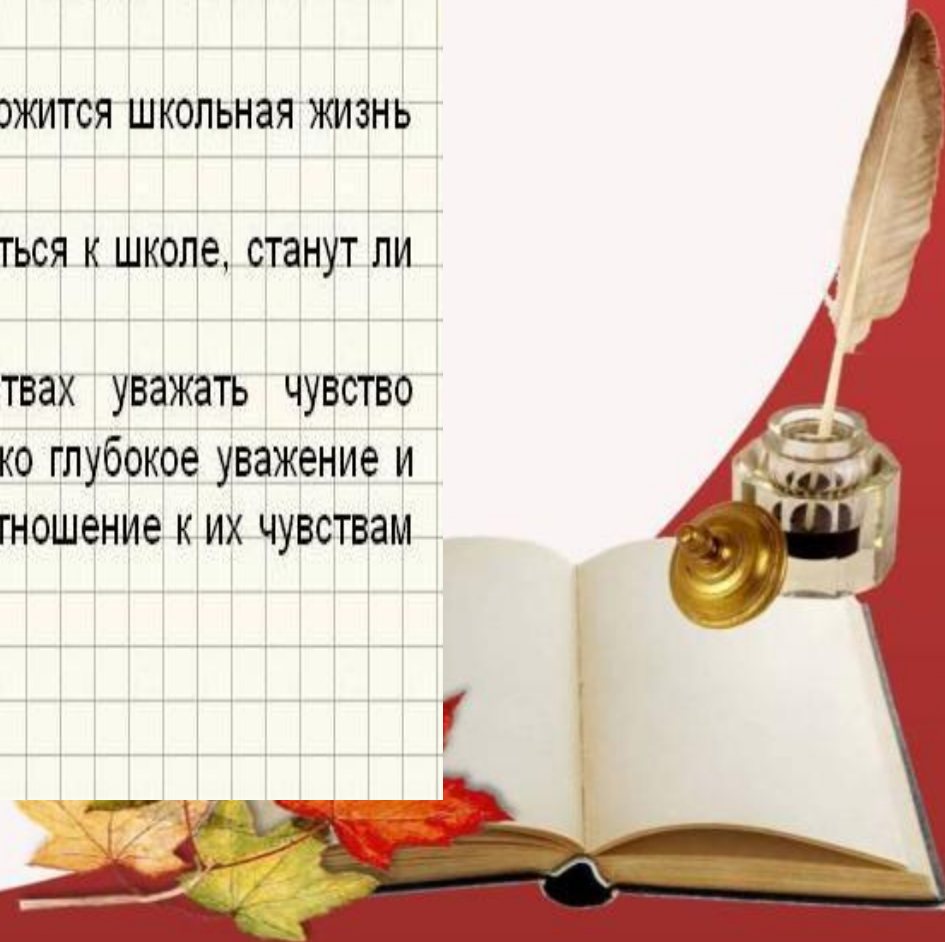 ожится школьная жизнь
ться к школе, станут ли
твах уважать чувство
ко глубокое уважение и
тношение к их чувствам